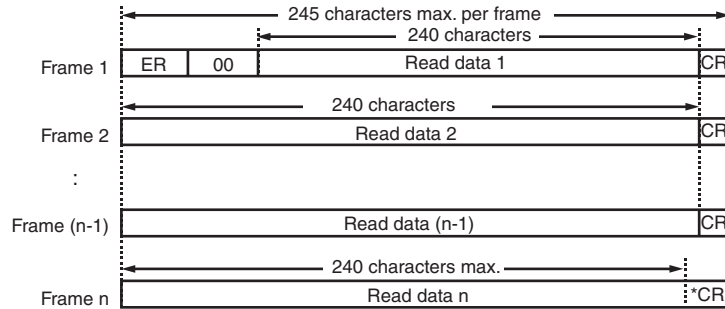 245 characters max. per frame
240 characters
Frame 1 ER 00 Read data 1 CR
240 characters
Frame 2 Read data 2 CR
:
Frame (n-1) Read data (n-1) CR
240 characters max.
Frame n Read data n *CR